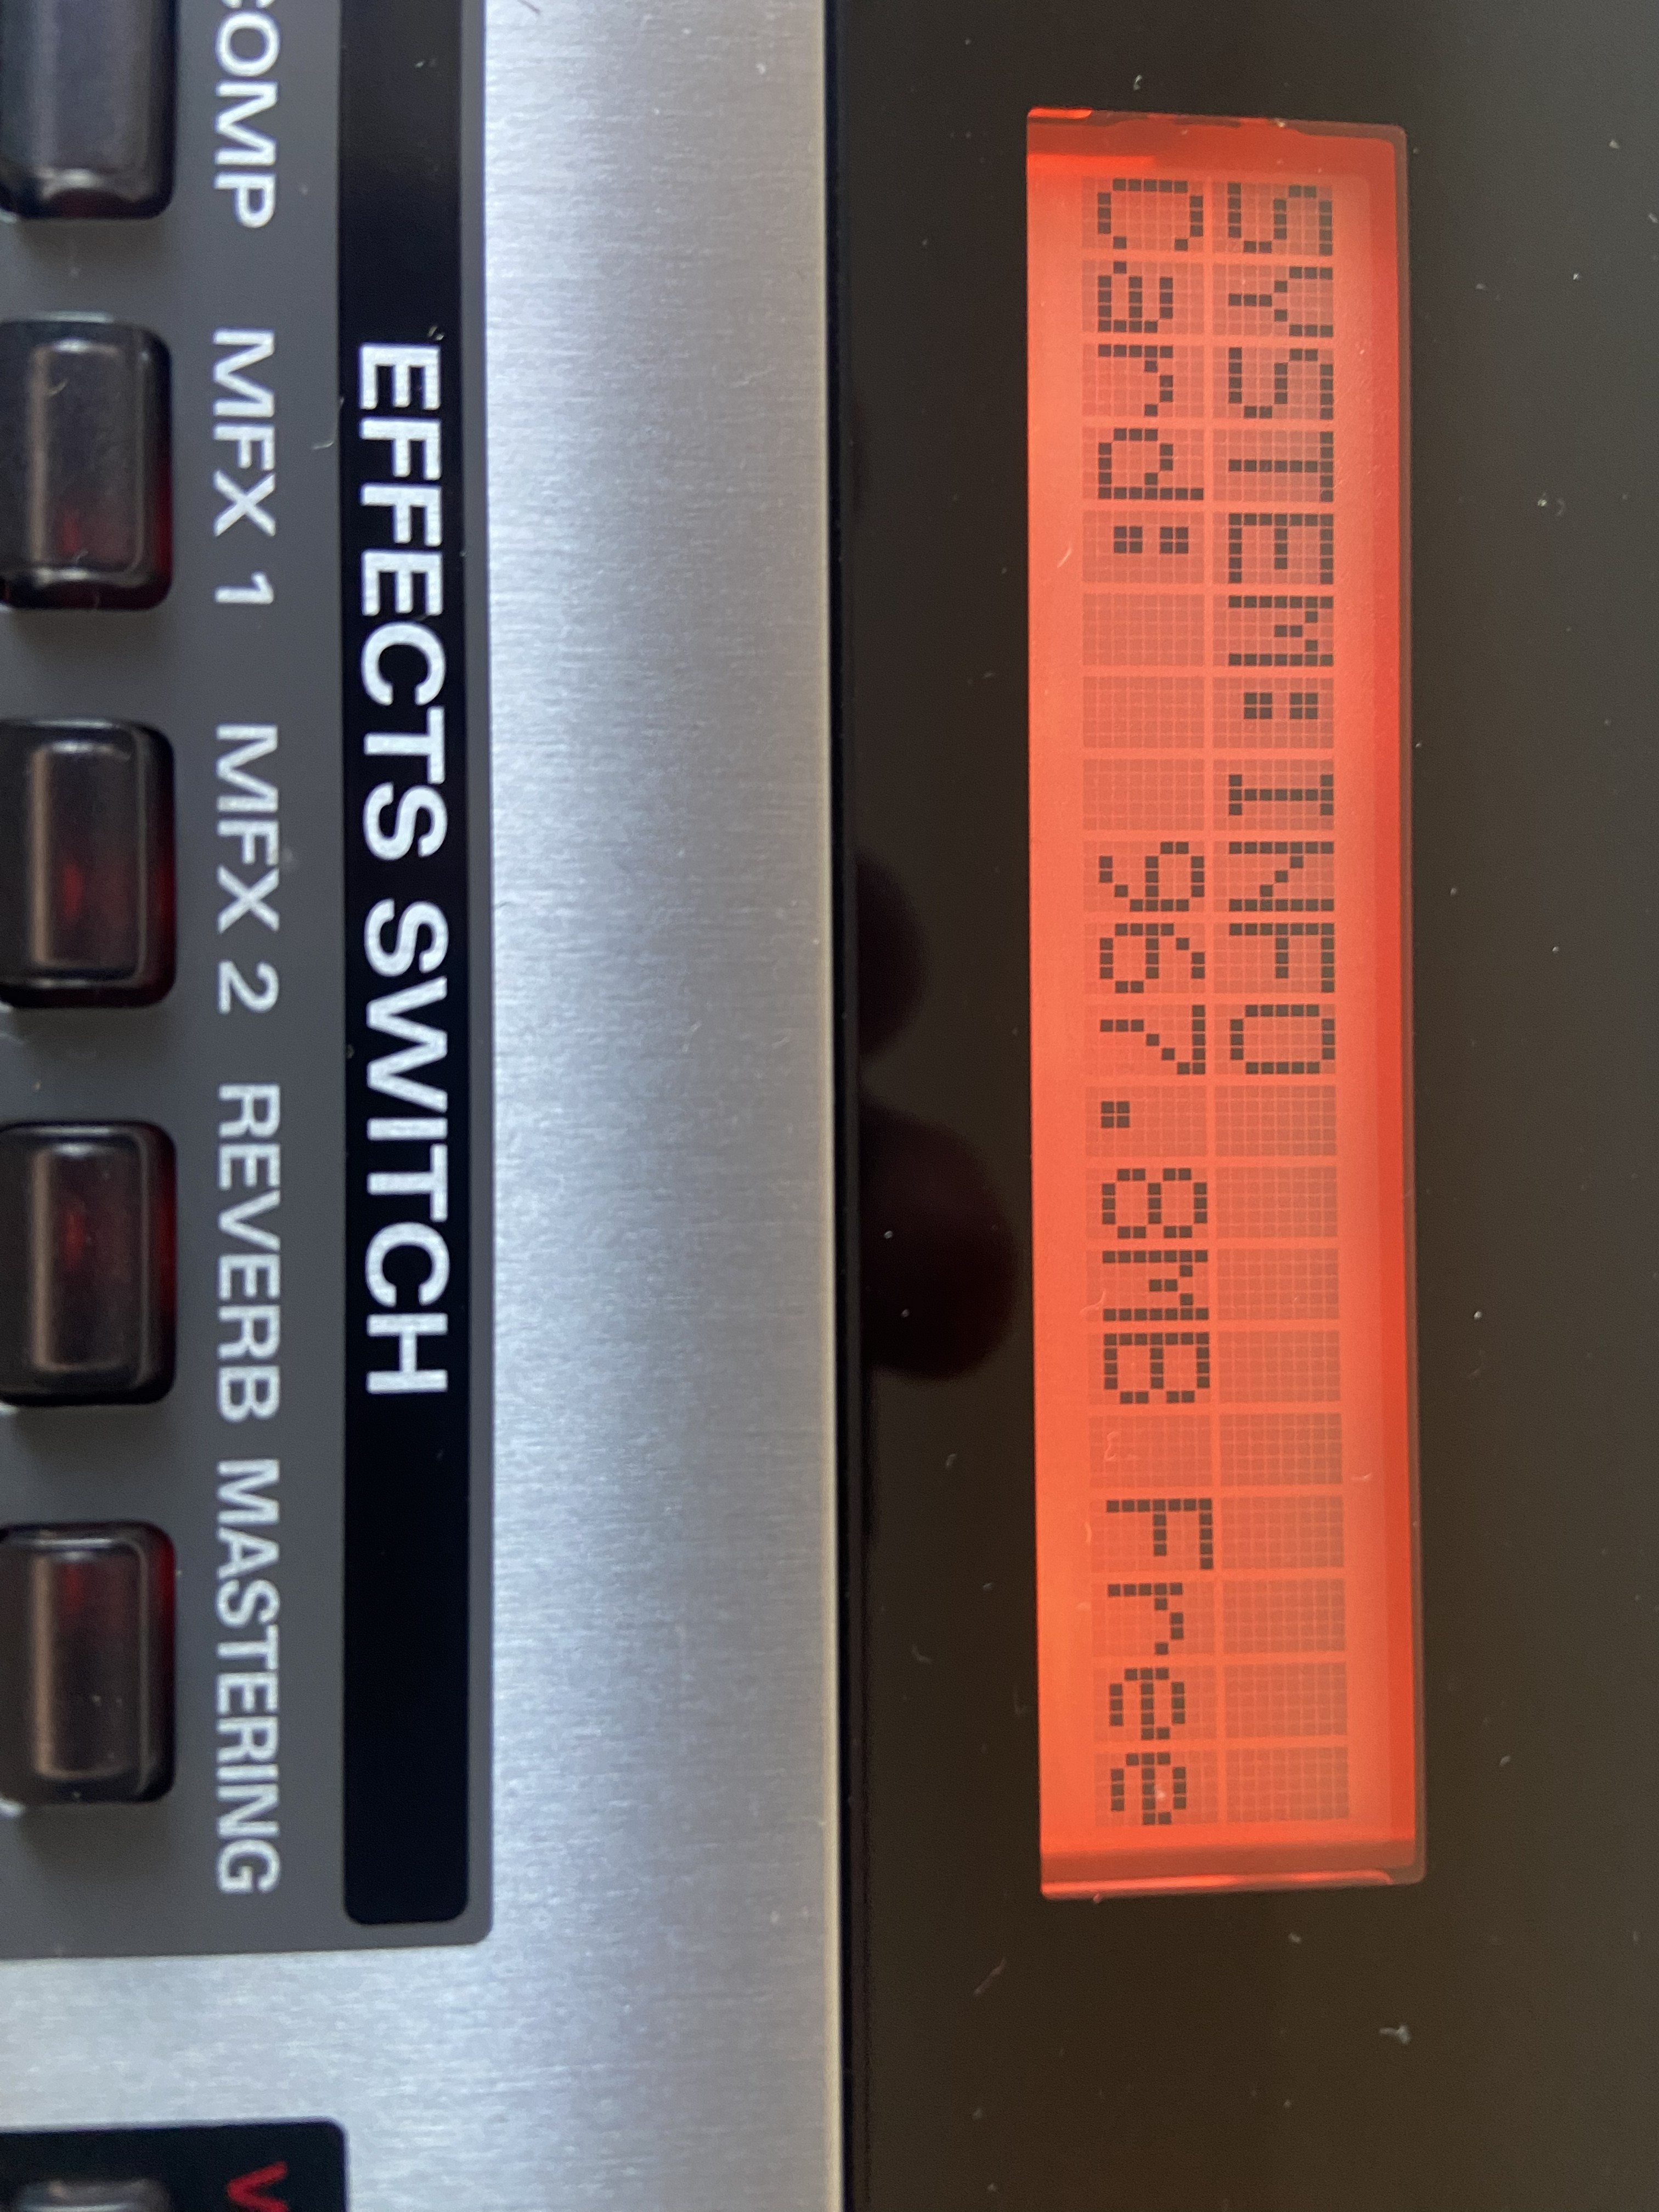 SYSTEM:INFO
Card: 967.8MB Free
EFFECTS SWITCH
COMP MFX 1 MFX 2 REVERB MASTERING